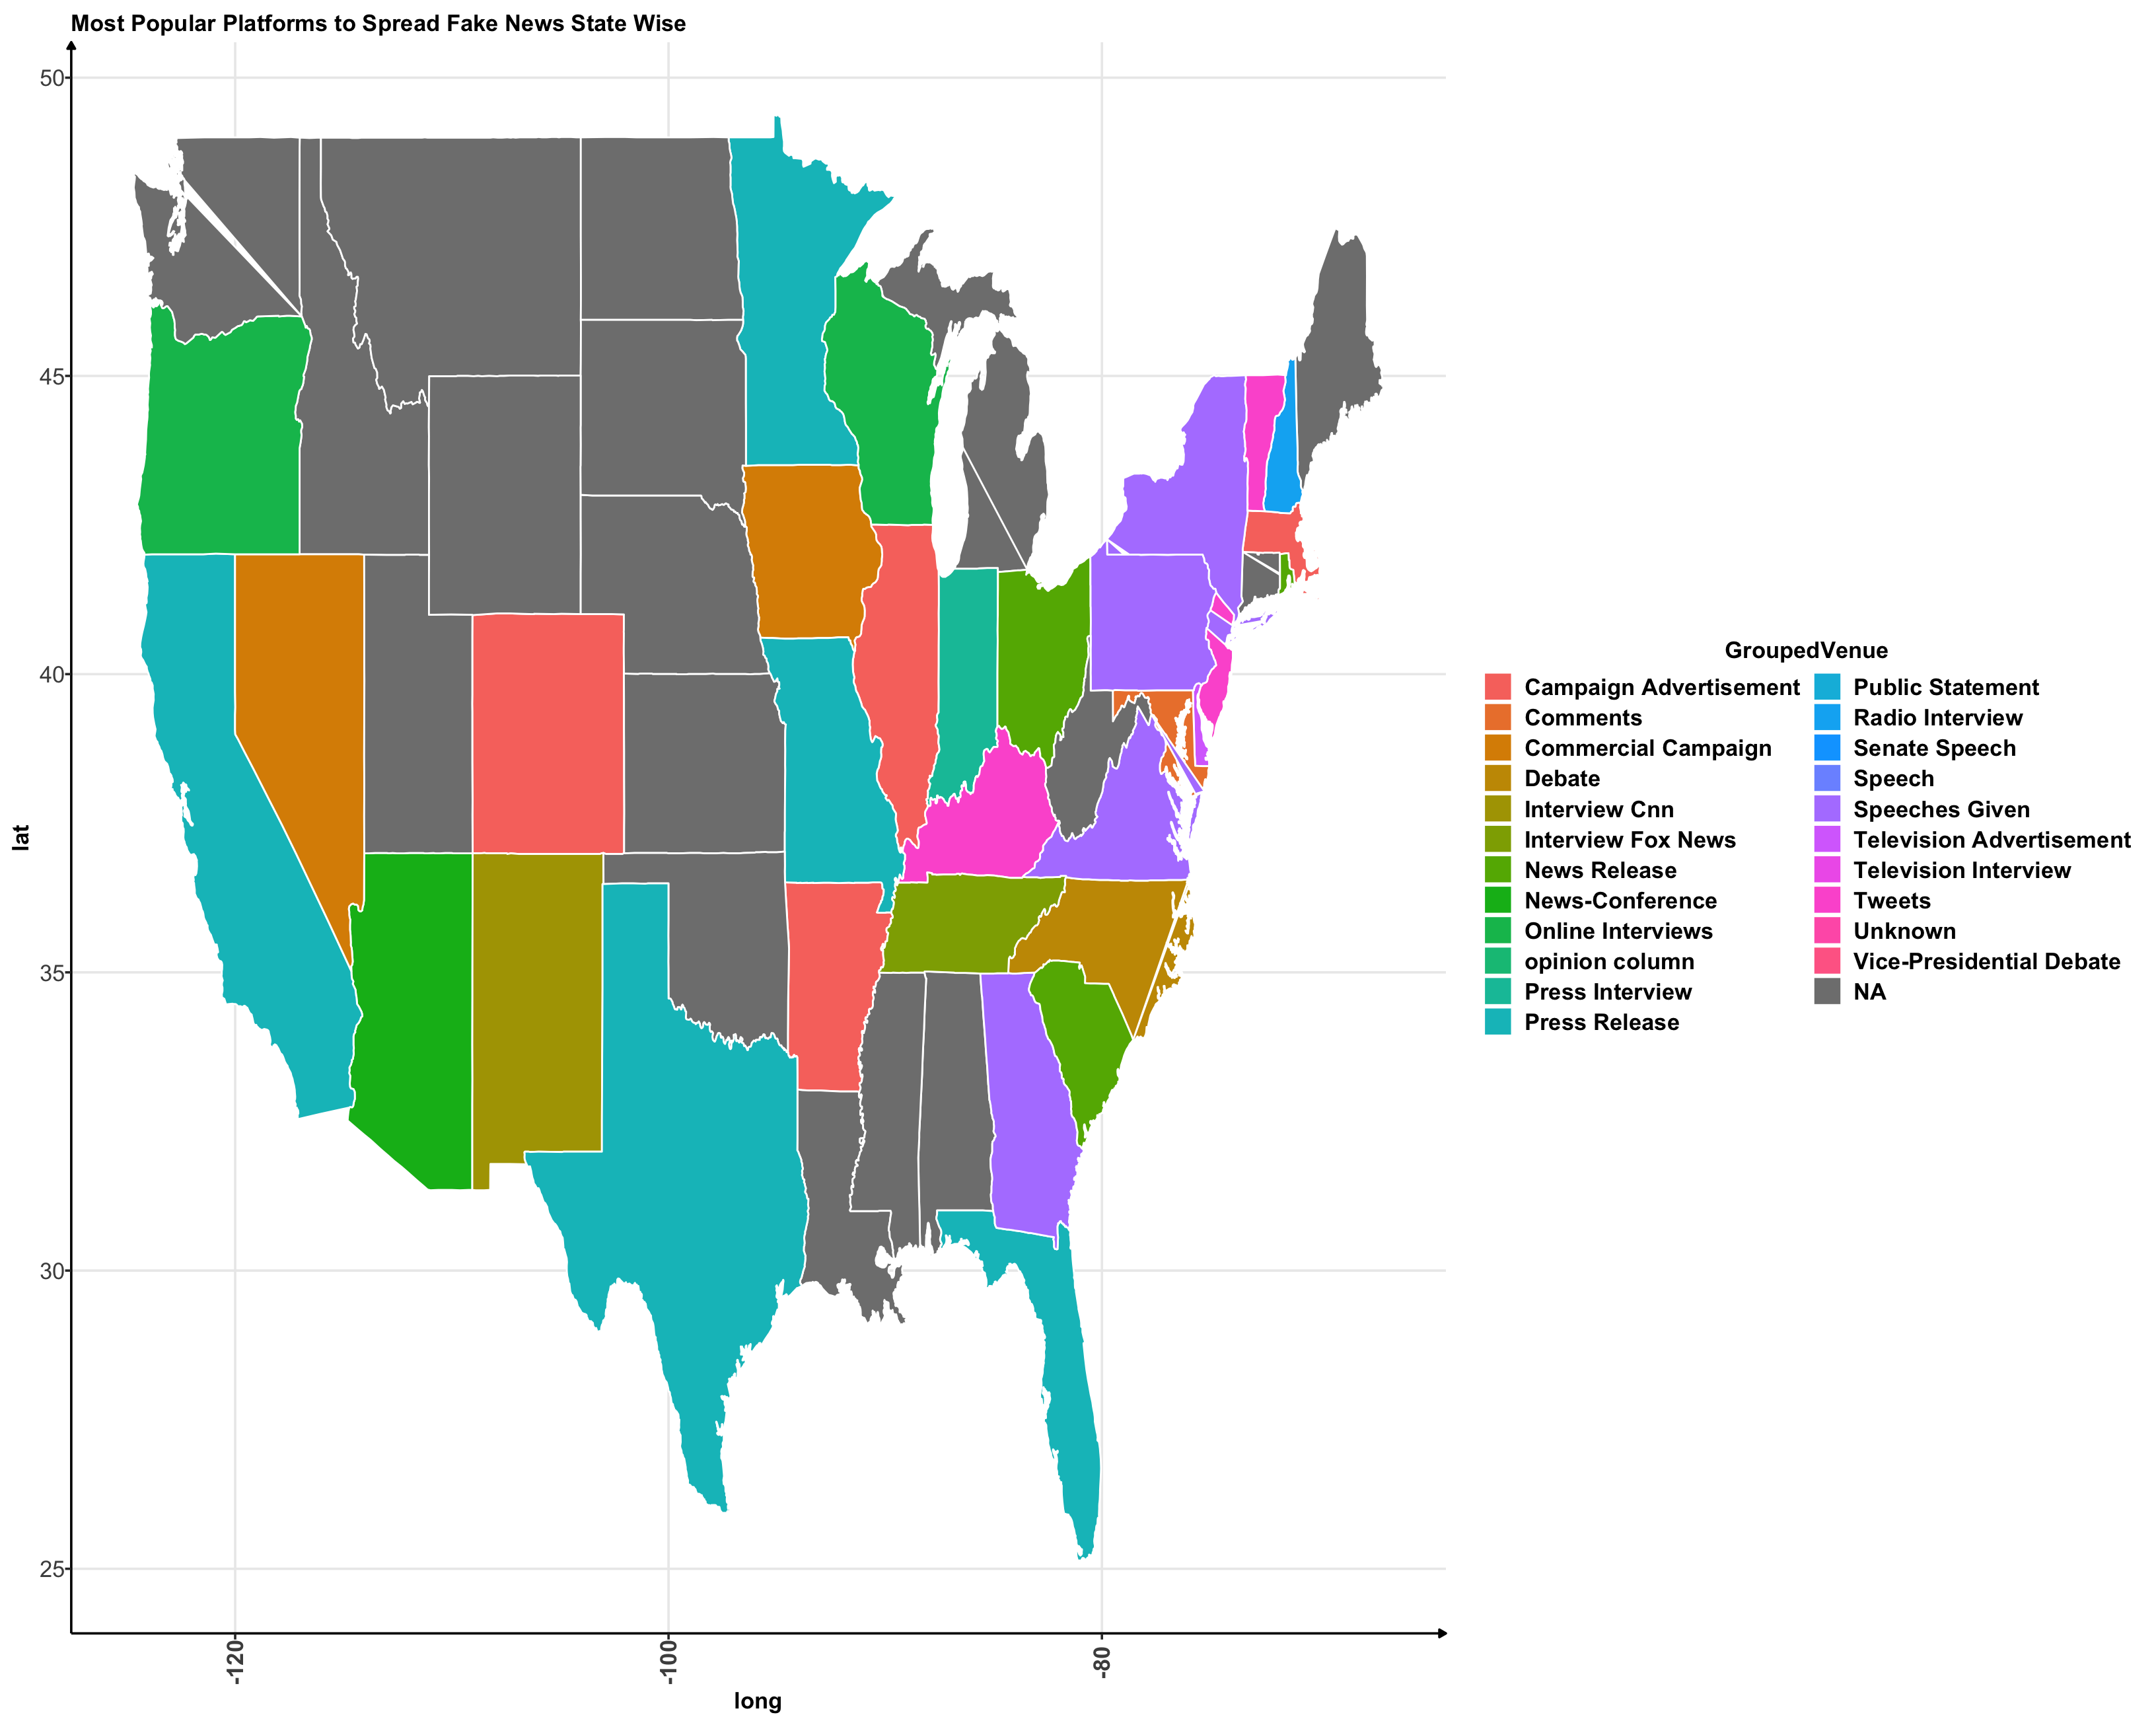 Most Popular Platforms to Spread Fake News State Wise
50
45
40
35
30
25
lat
-120
-100
-80
long
GroupedVenue
Campaign Advertisement
Comments
Commercial Campaign
Debate
Interview Cnn
Interview Fox News
News Release
News-Conference
Online Interviews
opinion column
Press Interview
Press Release
Public Statement
Radio Interview
Senate Speech
Speech
Speeches Given
Television Advertisement
Television Interview
Tweets
Unknown
Vice-Presidential Debate
NA